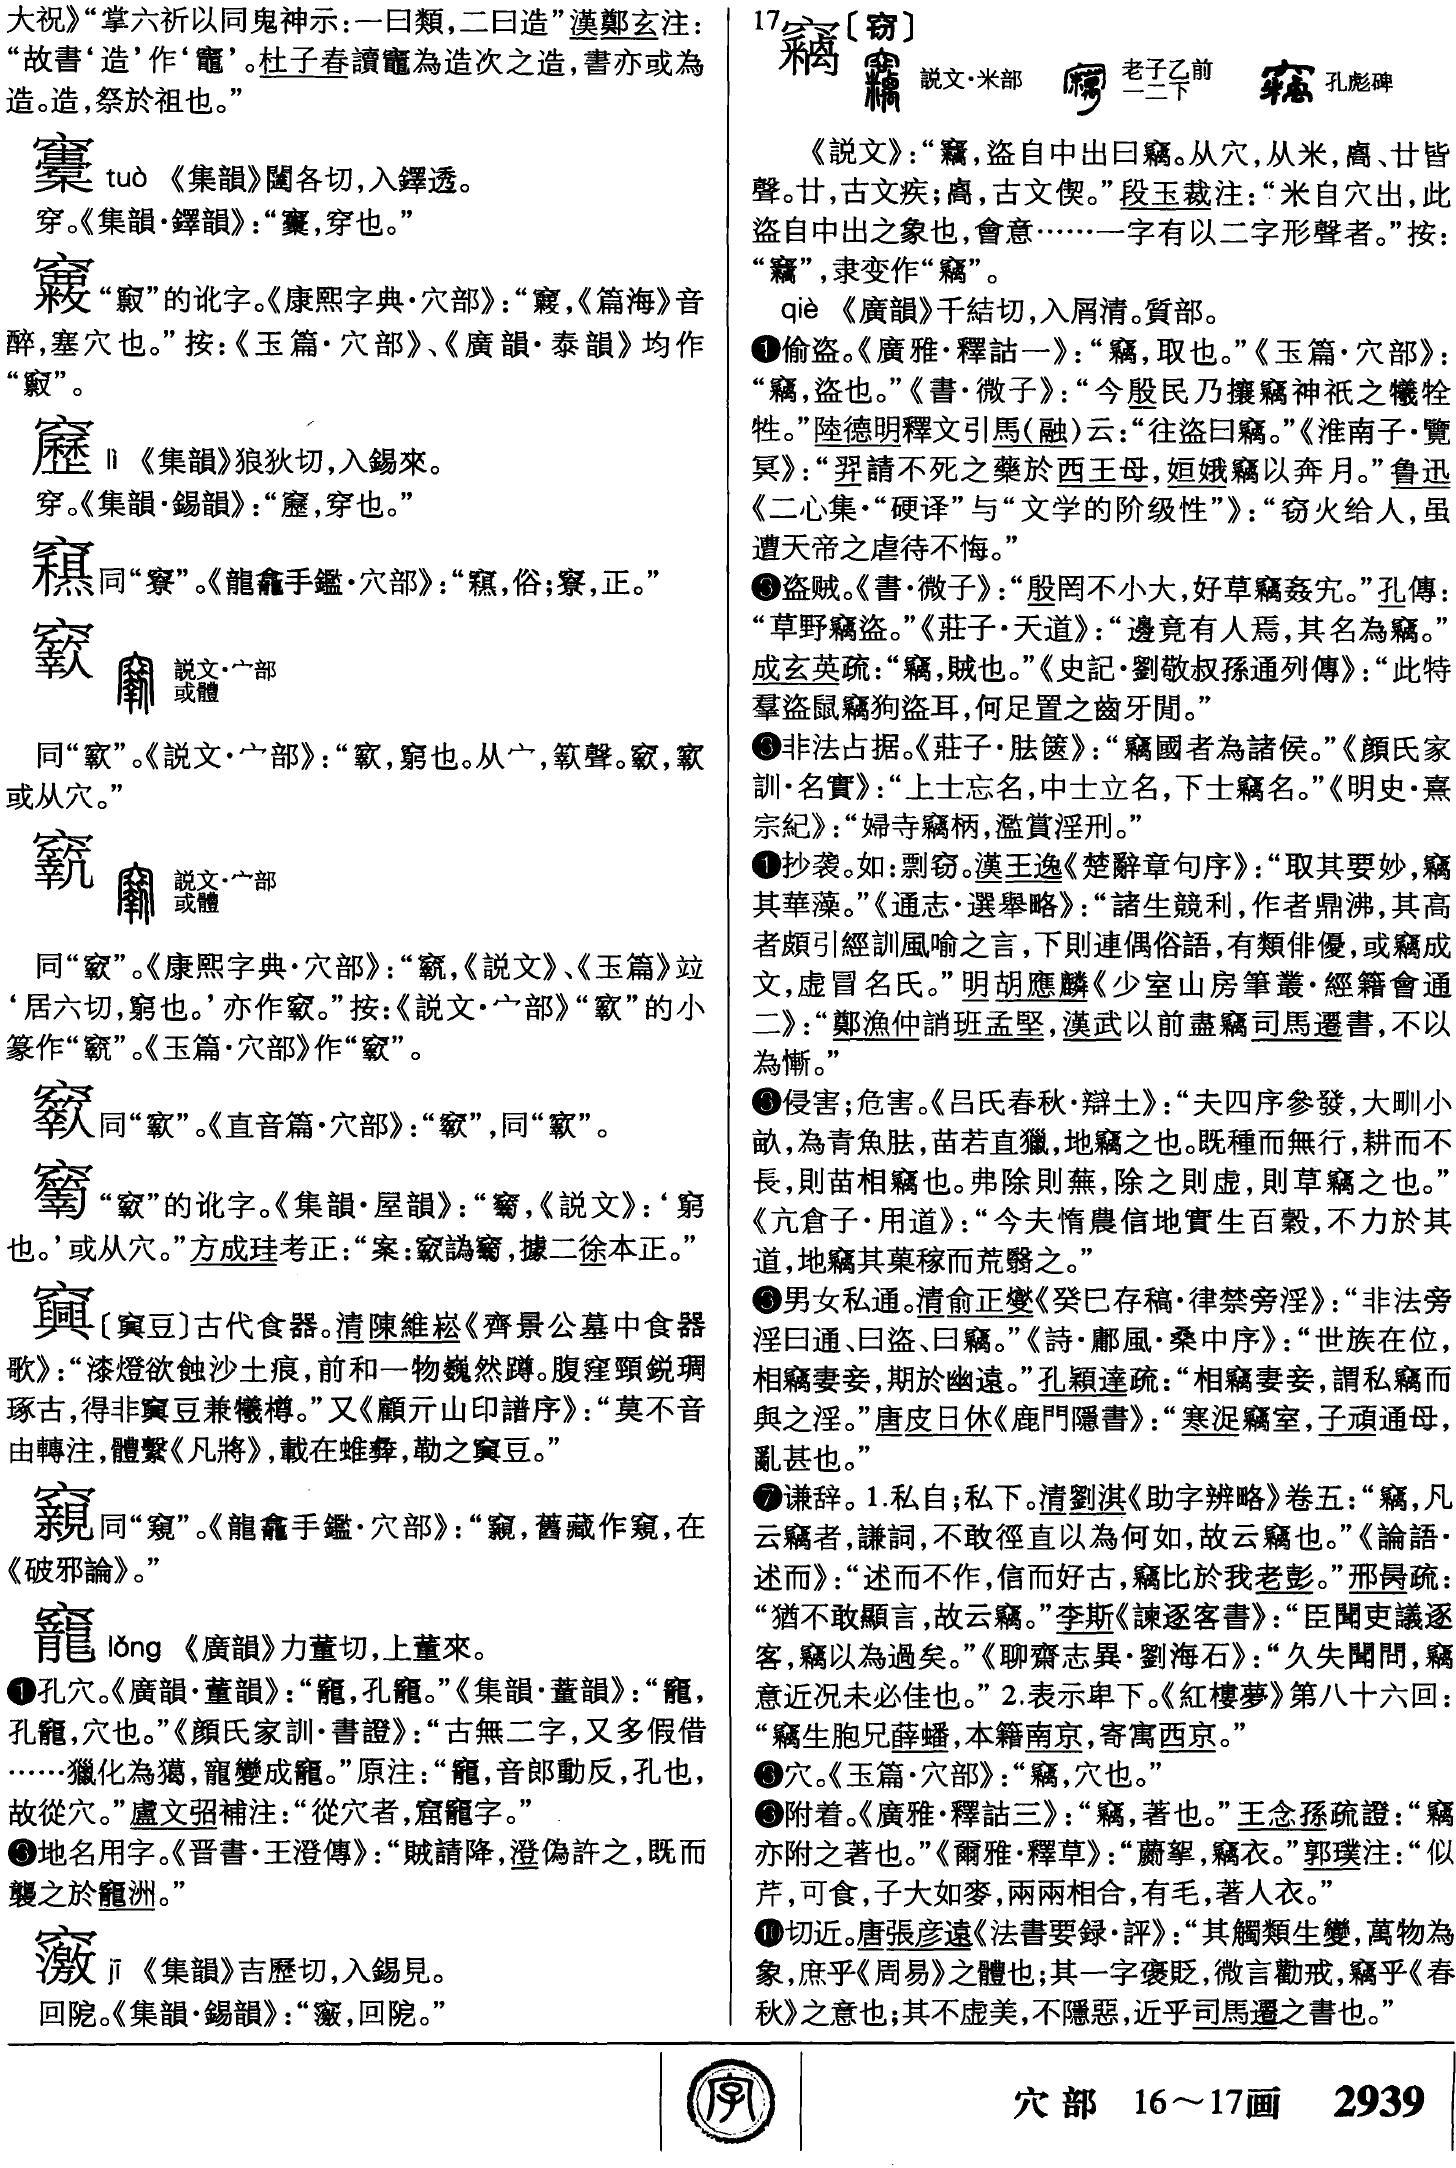 大祝》“掌六祈以同鬼神示:一曰類,二曰造”漢鄭玄注:
“故書‘造’作‘竈’。杜子春讀竈為造次之造,書亦或為
造。造,祭於祖也。”
tuò 《集韻》闥各切,入鐸透。
穿。《集韻·鐸韻》:“,穿也。”
“竅”的讹字。《康熙字典·穴部》:“,《篇海》音
醉,塞穴也。”按:《玉篇·穴部》、《廣韻·泰韻》均作
lì 《集韻》狼狄切,入錫來。
穿。《集韻·錫韻》:“,穿也。”
同“寮”。《龍龕手鑑·穴部》:“,俗;寮,正。”
説文·宀部
或體
同“”。《説文·宀部》:“,窮也。从宀,聲。,
或从穴。”
説文·宀部
或體
同“”。《康熙字典·穴部》:“,《説文》、《玉篇》竝
‘居六切,窮也。’亦作。”按:《説文·宀部》“”的小
篆作“”。《玉篇·穴部》作“”。
同“”。《直音篇·穴部》:“”,同“”。
“”的讹字。《集韻·屋韻》:“,《説文》:‘窮
也。’或从穴。”方成珪考正:“案:譌,據二徐本正。”
〔豆〕古代食器。清陳維崧《齊景公墓中食器
歌》:“漆燈欲蝕沙土痕,前和一物巍然蹲。腹窪頸鋭琱
琢古,得非豆兼犧樽。”又《顧亓山印譜序》:“莫不音
由轉注,體繫《凡將》,載在蜼彝,勒之豆。”
同“窺”。《龍龕手鑑·穴部》:“,舊藏作窺,在
《破邪論》。”
lǒng 《廣韻》力董切,上董來。
❶孔穴。《廣韻·董韻》:“,孔。”《集韻·董韻》:“,
孔,穴也。”《顏氏家訓·書證》:“古無二字,又多假借
……獵化為獦,寵變成。”原注:“,音郎動反,孔也,
故從穴。”盧文弨補注:“從穴者,窟字。”
地名用字。《晋書·王澄傳》:“賊請降,澄偽許之,既而
襲之於洲。”
jī 《集韻》吉歷切,入錫見。
回㡯。《集韻·錫韻》:“,回。”
17 竊〔窃〕
説文·米部 老子乙前 孔彪碑
一二下
《説文》:“竊,盗自中出曰竊。从穴,从米,禼、廿皆
聲。廿,古文疾;禼,古文偰。”段玉裁注:“米自穴出,此
盗自中出之象也,會意……一字有以二字形聲者。”按:
“竊”,隶变作“竊”。
qiè 《廣韻》千結切,入屑清。質部。
❶偷盗。《廣雅·釋詁一》:“竊,取也。”《玉篇·穴部》:
“竊,盗也。”《書·微子》:“今殷民乃攘竊神祇之犧牷
牲。”陸德明釋文引馬(融)云:“往盗曰竊。”《淮南子·覽
冥》:“羿請不死之藥於西王母,姮娥竊以奔月。”鲁迅
《二心集·“硬译”与“文学的阶级性”》:“窃火给人,虽
遭天帝之虐待不悔。”
盗贼。《書·微子》:“殷罔不小大,好草竊姦宄。”孔傳:
“草野竊盗。”《莊子·天道》:“邊竟有人焉,其名為竊。”
成玄英疏:“竊,賊也。”《史記·劉敬叔孫通列傳》:“此特
羣盗鼠竊狗盗耳,何足置之齒牙閒。”
❸非法占据。《莊子·胠篋》:“竊國者為諸侯。”《顏氏家
訓·名實》:“上士忘名,中士立名,下士竊名。”《明史·熹
宗紀》:“婦寺竊柄,濫賞淫刑。”
抄袭。如:剽窃。漢王逸《楚辭章句序》:“取其要妙,竊
其華藻。”《通志·選舉略》:“諸生競利,作者鼎沸,其高
者頗引經訓風喻之言,下則連偶俗語,有類俳優,或竊成
文,虚冒名氏。”明胡應麟《少室山房筆叢·經籍會通
二》:“鄭漁仲誚班孟堅,漢武以前盡竊司馬遷書,不以
為慚。”
侵害;危害。《吕氏春秋·辯土》:“夫四序參發,大甽小
畝,為青魚胠,苗若直獵,地竊之也。既種而無行,耕而不
長,則苗相竊也。弗除則蕪,除之則虚,則草竊之也。”
《亢倉子·用道》:“今夫惰農信地實生百穀,不力於其
道,地竊其菓稼而荒翳之。”
男女私通。清俞正燮《癸巳存稿·律禁旁淫》:“非法旁
淫曰通、曰盗、曰竊。”《詩·鄘風·桑中序》:“世族在位,
相竊妻妾,期於幽遠。”孔穎達疏:“相竊妻妾,謂私竊而
與之淫。”唐皮日休《鹿門隱書》:“寒浞竊室,子頑通母,
亂甚也。”
❼谦辞。1.私自;私下。清劉淇《助字辨略》卷五:“竊,凡
云竊者,謙詞,不敢徑直以為何如,故云竊也。”《論語·
述而》:“述而不作,信而好古,竊比於我老彭。”邢昺疏:
“猶不敢顯言,故云竊。”李斯《諫逐客書》:“臣聞吏議逐
客,竊以為過矣。”《聊齋志異·劉海石》:“久失聞問,竊
意近况未必佳也。”2.表示卑下。《紅樓夢》第八十六回:
“竊生胞兄薛蟠,本籍南京,寄寓西京。”
穴。《玉篇·穴部》:“竊,穴也。”
附着。《廣雅·釋詁三》:“竊,著也。”王念孫疏證:“竊
亦附之著也。”《爾雅·釋草》:“蘮蒘,竊衣。”郭璞注:“似
芹,可食,子大如麥,兩兩相合,有毛,著人衣。”
❿切近。唐張彦遠《法書要録·評》:“其觸類生變,萬物為
象,庶乎《周易》之體也;其一字褒貶,微言勸戒,竊乎《春
秋》之意也;其不虚美,不隱惡,近乎司馬遷之書也。”
字
穴部 16～17画 2939